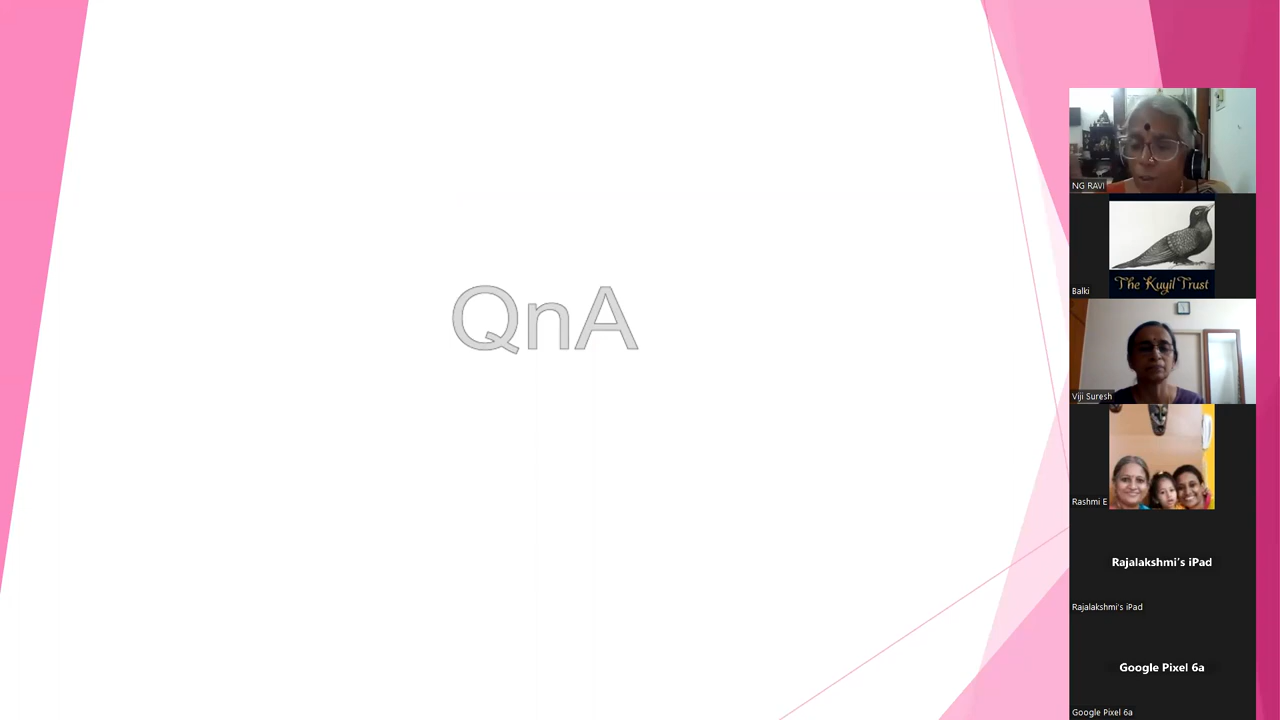 QnA
NG RAVI
The Kuyil Trust
Balki
Viji Suresh
Rashmi E
Rajalakshmi's iPad
Rajalakshmi's iPad
Google Pixel 6a
Google Pixel 6a